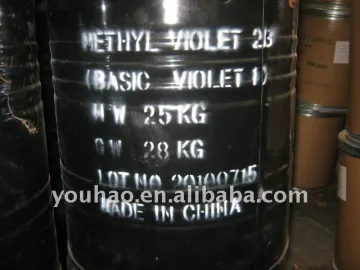 METHYL VIOLET 2B
(BASIC VIOLET 1)
N W 25 KG
G W 28 KG
LOT NO 20100715
youhao.en.alibaba.com
MADE IN CHINA